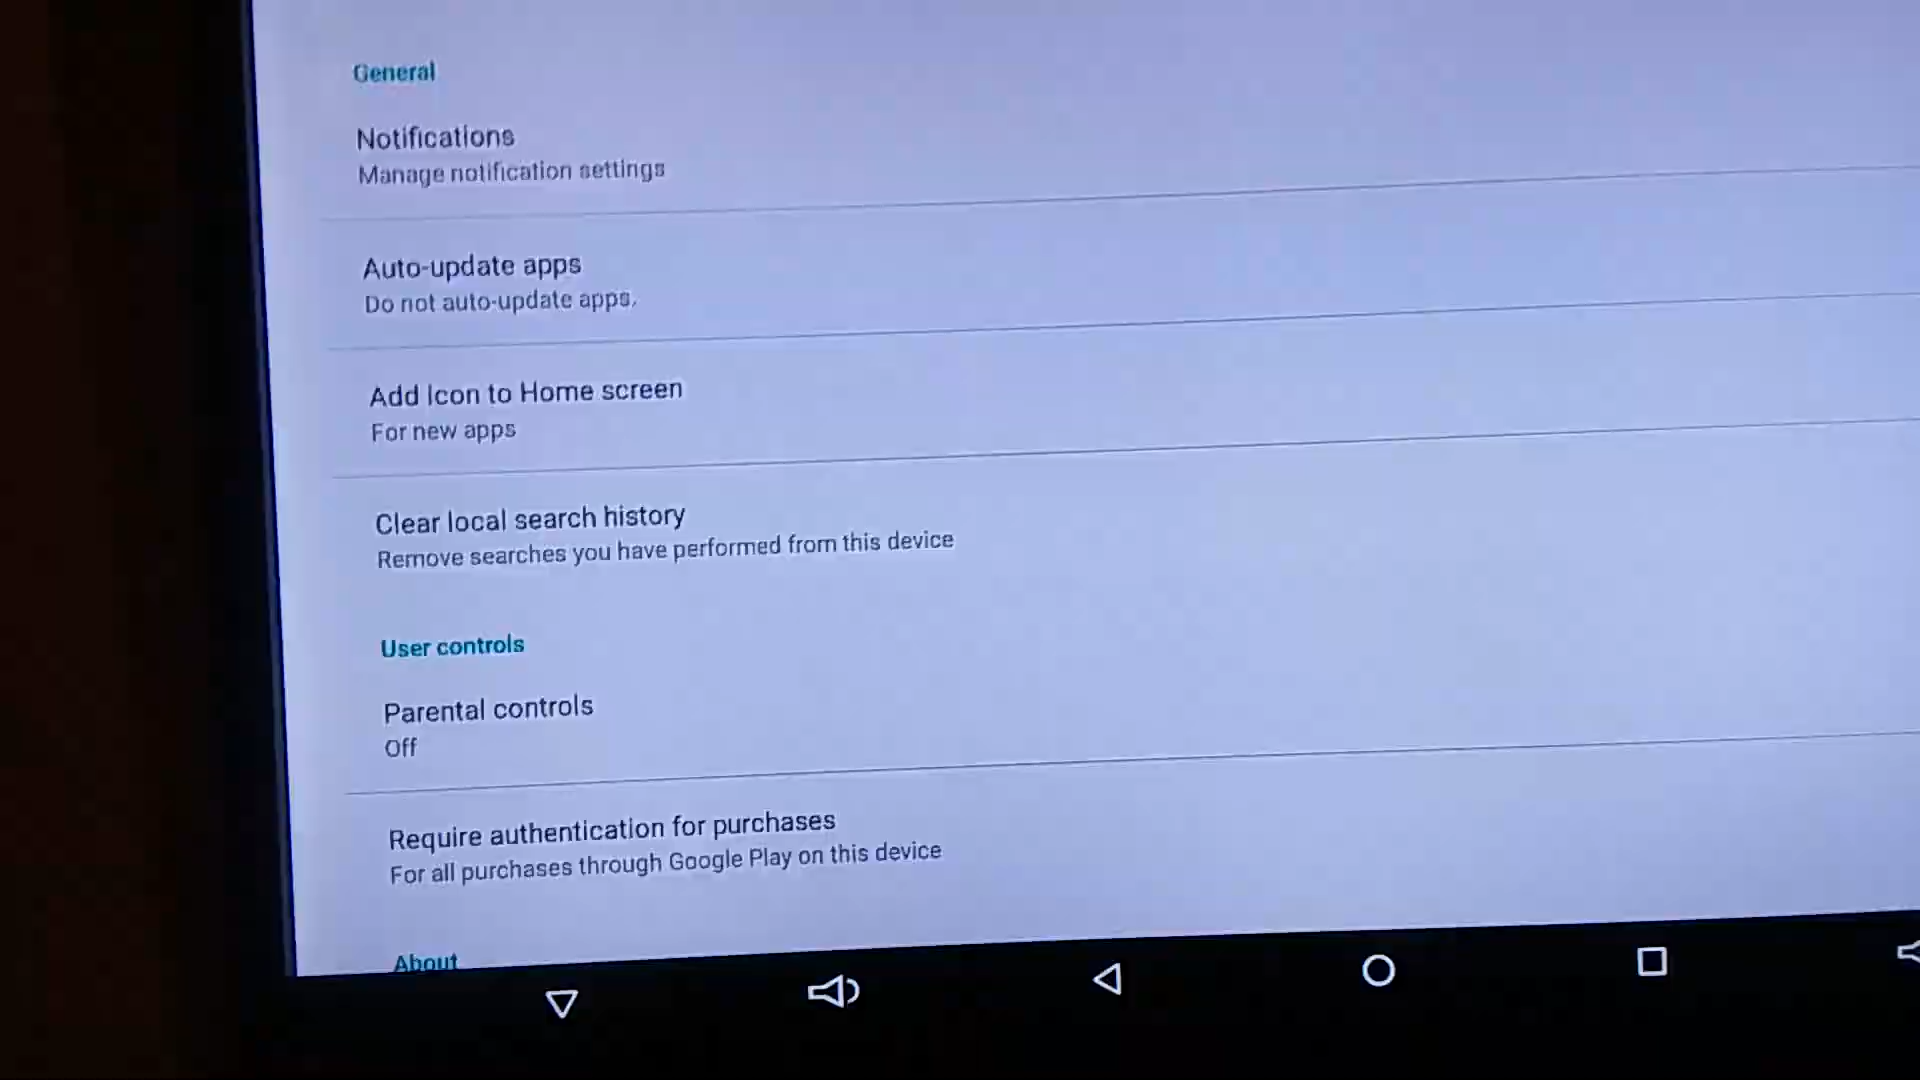 General
Notifications
Manage notification settings
Auto-update apps
Do not auto-update apps.
Add Icon to Home screen
For new apps
Clear local search history
Remove searches you have performed from this device
User controls
Parental controls
Off
Require authentication for purchases
For all purchases through Google Play on this device
About